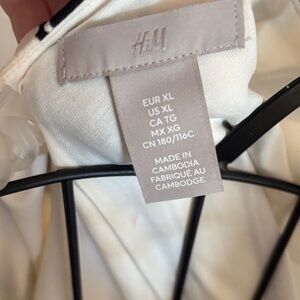 H&M
EUR XL
US XL
CA TG
MX XG
CN 180/116C
MADE IN
CAMBODIA
FABRIQUÉ AU
CAMBODGE